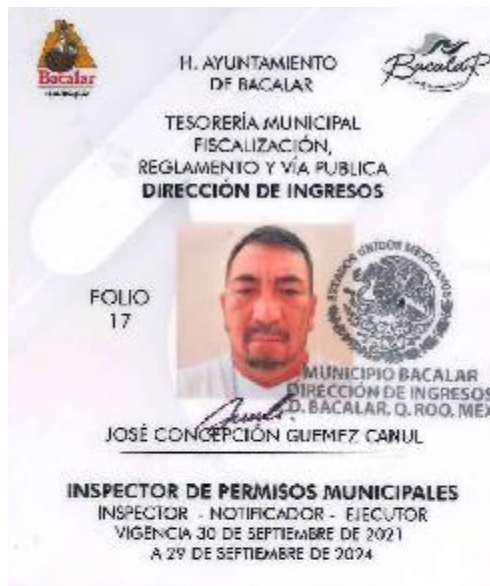 Bacalar
H. AYUNTAMIENTO
DE BACALAR
Bacalar
TESORERÍA MUNICIPAL
FISCALIZACIÓN,
REGLAMENTO Y VÍA PUBLICA
DIRECCIÓN DE INGRESOS
FOLIO
17
ESTADOS UNIDOS MEXICANOS
MUNICIPIO BACALAR
DIRECCIÓN DE INGRESOS
D. BACALAR, Q. ROO, MEX
JOSÉ CONCEPCIÓN GUEMEZ CANUL
INSPECTOR DE PERMISOS MUNICIPALES
INSPECTOR - NOTIFICADOR - EJECUTOR
VIGENCIA 30 DE SEPTIEMBRE DE 2021
A 29 DE SEPTIEMBRE DE 2024